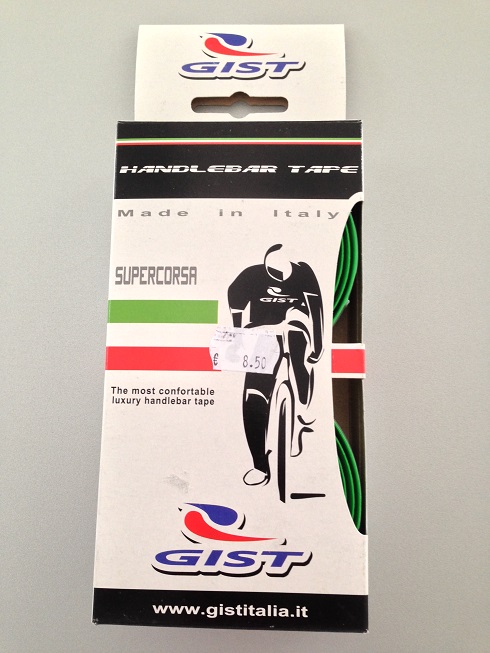 GIST
HANDLEBAR TAPE
Made in Italy
SUPERCORSA
GIST
€ 8.50
The most confortable
luxury handlebar tape
GIST
www.gistitalia.it